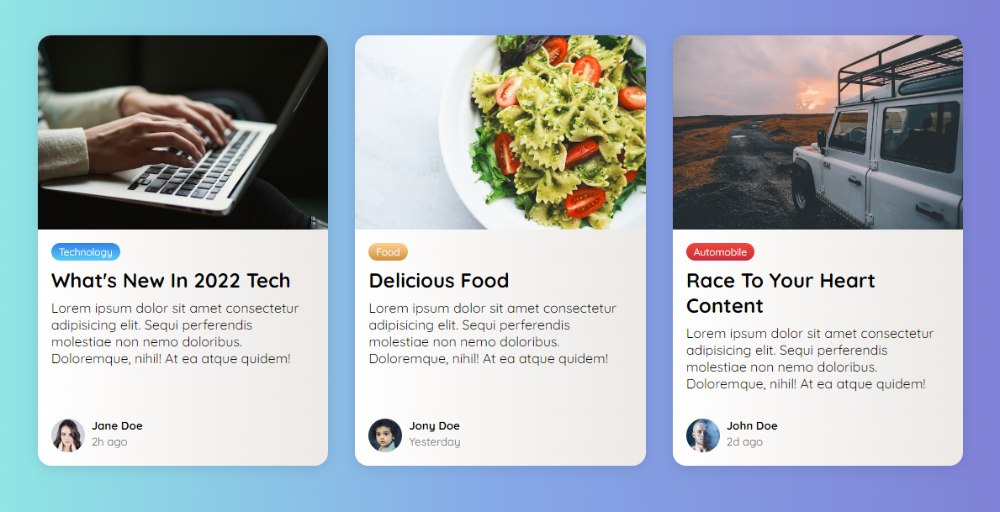 Technology
What's New In 2022 Tech
Lorem ipsum dolor sit amet consectetur
adipisicing elit. Sequi perferendis
molestiae non nemo doloribus.
Doloremque, nihil! At ea atque quidem!
Jane Doe
2h ago
Food
Delicious Food
Lorem ipsum dolor sit amet consectetur
adipisicing elit. Sequi perferendis
molestiae non nemo doloribus.
Doloremque, nihil! At ea atque quidem!
Jony Doe
Yesterday
Automobile
Race To Your Heart
Content
Lorem ipsum dolor sit amet consectetur
adipisicing elit. Sequi perferendis
molestiae non nemo doloribus.
Doloremque, nihil! At ea atque quidem!
John Doe
2d ago